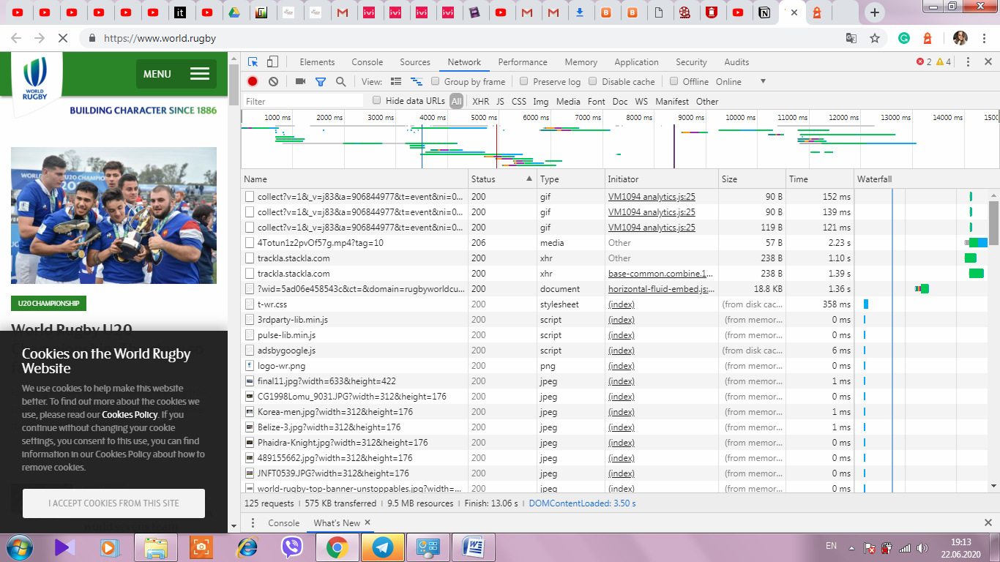 it
ivi
ivi
ivi
ivi
https://www.world.rugby
WORLD
RUGBY
MENU
BUILDING CHARACTER SINCE 1886
WORLD
U20 CHAMPION
U20 CHAMPIONSHIP
World Rugby U20
Cookies on the World Rugby
Website
We use cookies to help make this website
better. To find out more about the cookies we
use, please read our Cookies Policy. If you
continue without changing your cookie
settings, you consent to this use, you can find
information in our Cookies Policy about how to
remove cookies.
I ACCEPT COOKIES FROM THIS SITE
Elements Console Sources Network Performance Memory Application Security Audits 2 4
View: Group by frame Preserve log Disable cache Offline Online
Filter Hide data URLs All XHR JS CSS Img Media Font Doc WS Manifest Other
1000 ms 2000 ms 3000 ms 4000 ms 5000 ms 6000 ms 7000 ms 8000 ms 9000 ms 10000 ms 11000 ms 12000 ms 13000 ms 14000 ms 1500
Name Status Type Initiator Size Time Waterfall
collect?v=1&_v=j83&a=906844977&t=event&ni=0... 200 gif VM1094 analytics.js:25 90 B 152 ms
collect?v=1&_v=j83&a=906844977&t=event&ni=0... 200 gif VM1094 analytics.js:25 90 B 139 ms
collect?v=1&_v=j83&a=906844977&t=event&ni=0... 200 gif VM1094 analytics.js:25 119 B 121 ms
4Totun1z2pvOf57g.mp4?tag=10 206 media Other 57 B 2.23 s
trackla.stackla.com 200 xhr Other 238 B 1.10 s
trackla.stackla.com 200 xhr base-common.combine.1... 238 B 1.39 s
?wid=5ad06e458543c&ct=&domain=rugbyworldcu... 200 document horizontal-fluid-embed.js:... 18.8 KB 1.36 s
t-wr.css 200 stylesheet (index) (from disk cac... 358 ms
3rdparty-lib.min.js 200 script (index) (from memor... 0 ms
pulse-lib.min.js 200 script (index) (from memor... 0 ms
adsbygoogle.js 200 script (index) (from disk cac... 6 ms
logo-wr.png 200 png (index) (from memor... 0 ms
final11.jpg?width=633&height=422 200 jpeg (index) (from memor... 1 ms
CG1998Lomu_9031.JPG?width=312&height=176 200 jpeg (index) (from memor... 0 ms
Korea-men.jpg?width=312&height=176 200 jpeg (index) (from memor... 1 ms
Belize-3.jpg?width=312&height=176 200 jpeg (index) (from memor... 1 ms
Phaidra-Knight.jpg?width=312&height=176 200 jpeg (index) (from memor... 0 ms
489155662.jpg?width=312&height=176 200 jpeg (index) (from memor... 0 ms
JNFT0539.JPG?width=312&height=176 200 jpeg (index) (from memor... 0 ms
world-rugby-top-banner-unstoppables.jpg?width=... 200 jpeg (index) (from memor... 0 ms
125 requests 575 KB transferred 9.5 MB resources Finish: 13.06 s DOMContentLoaded: 3.50 s
Console What's New
EN
19:13
22.06.2020